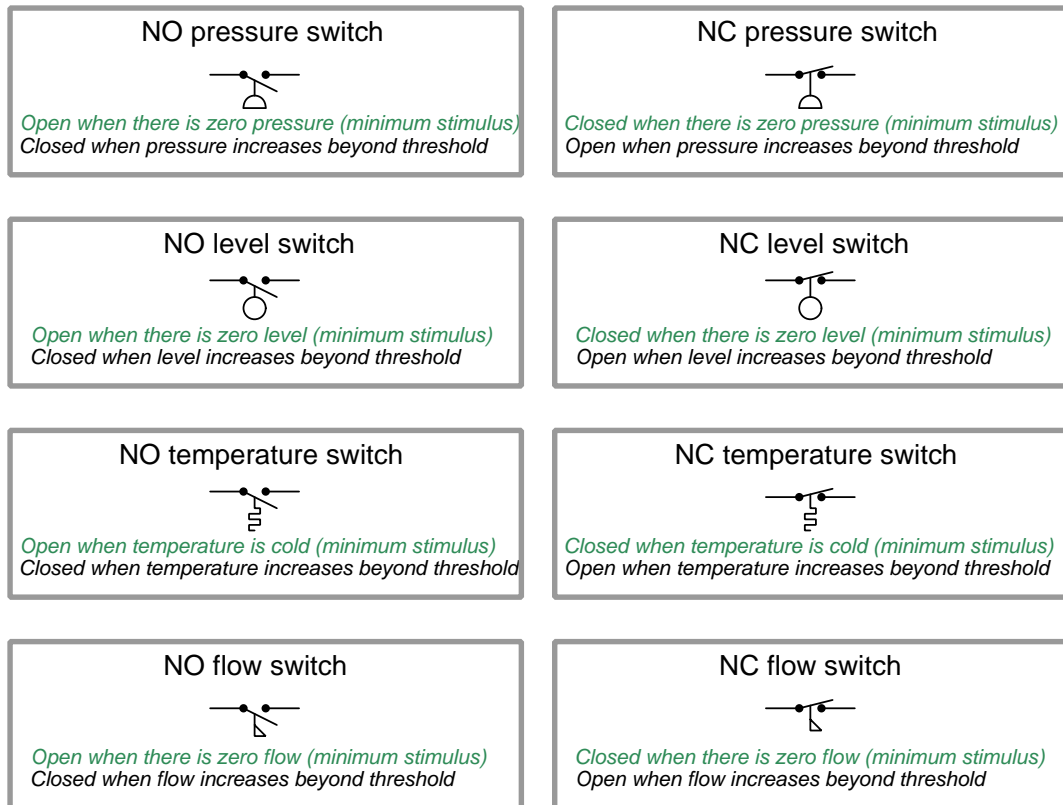 NO pressure switch
Open when there is zero pressure (minimum stimulus)
Closed when pressure increases beyond threshold
NC pressure switch
Closed when there is zero pressure (minimum stimulus)
Open when pressure increases beyond threshold
NO level switch
Open when there is zero level (minimum stimulus)
Closed when level increases beyond threshold
NC level switch
Closed when there is zero level (minimum stimulus)
Open when level increases beyond threshold
NO temperature switch
Open when temperature is cold (minimum stimulus)
Closed when temperature increases beyond threshold
NC temperature switch
Closed when temperature is cold (minimum stimulus)
Open when temperature increases beyond threshold
NO flow switch
Open when there is zero flow (minimum stimulus)
Closed when flow increases beyond threshold
NC flow switch
Closed when there is zero flow (minimum stimulus)
Open when flow increases beyond threshold